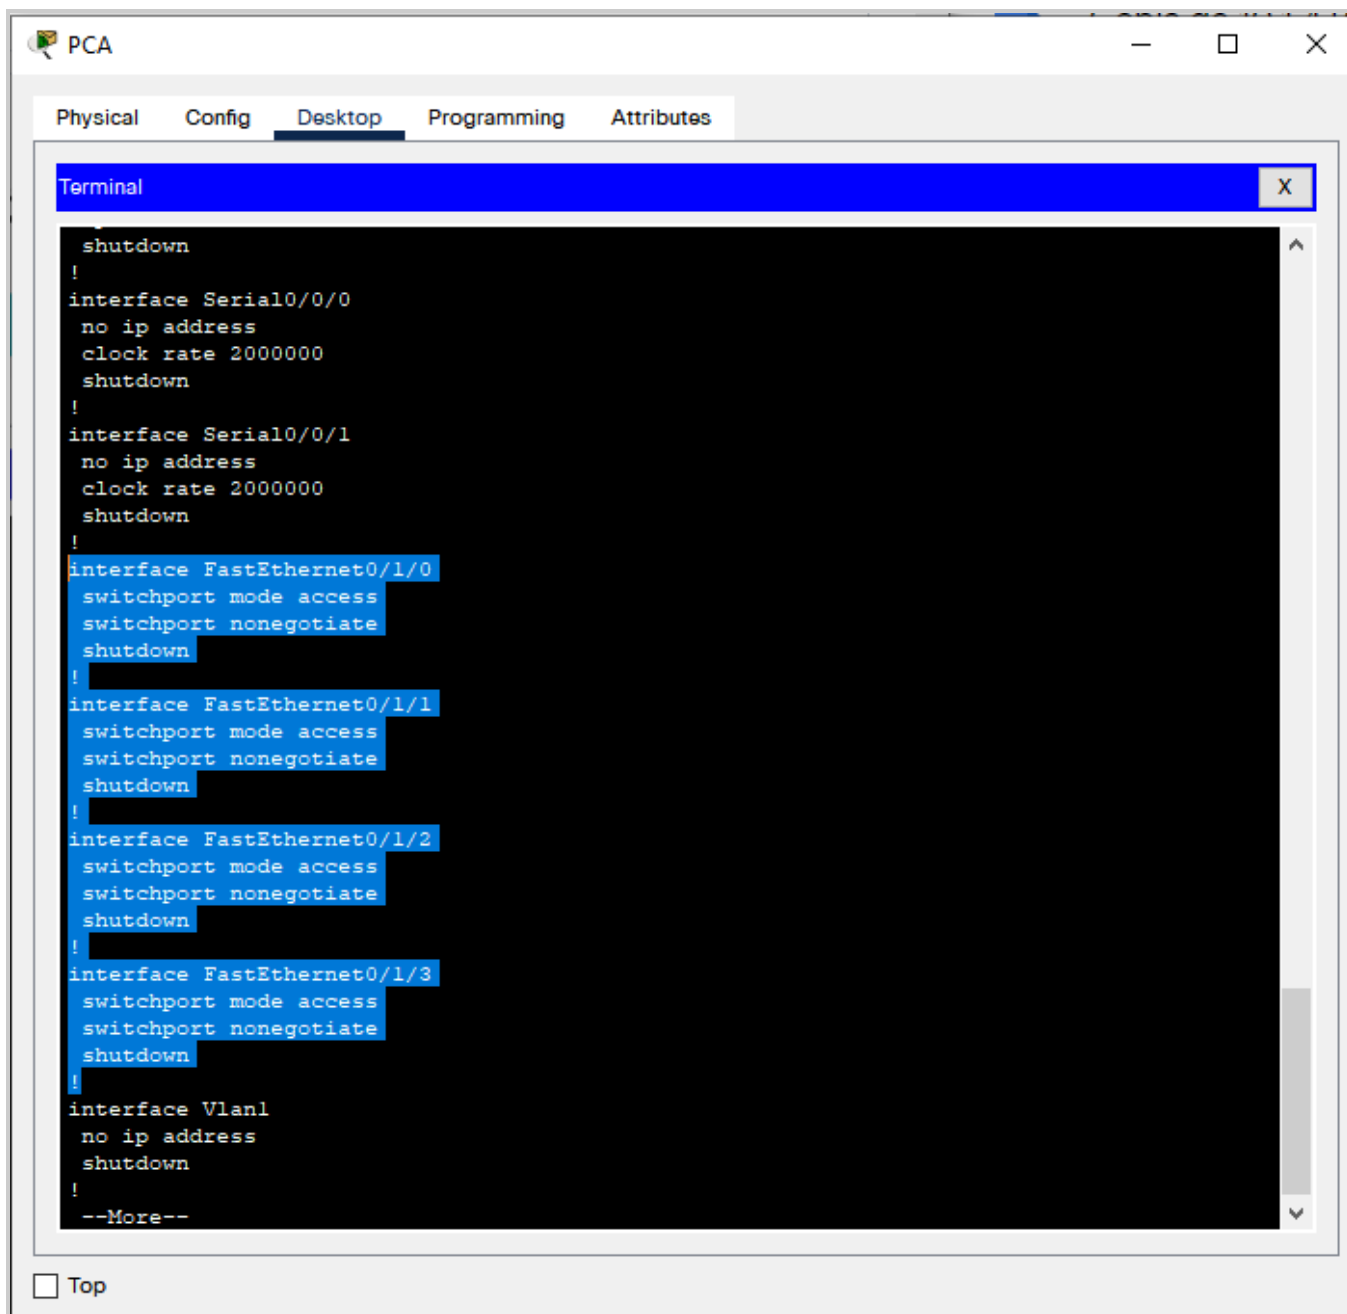 PCA
Physical Config Desktop Programming Attributes
Terminal
X
shutdown
!
interface Serial0/0/0
no ip address
clock rate 2000000
shutdown
!
interface Serial0/0/1
no ip address
clock rate 2000000
shutdown
!
interface FastEthernet0/1/0
switchport mode access
switchport nonegotiate
shutdown
!
interface FastEthernet0/1/1
switchport mode access
switchport nonegotiate
shutdown
!
interface FastEthernet0/1/2
switchport mode access
switchport nonegotiate
shutdown
!
interface FastEthernet0/1/3
switchport mode access
switchport nonegotiate
shutdown
!
interface Vlan1
no ip address
shutdown
!
--More--
Top